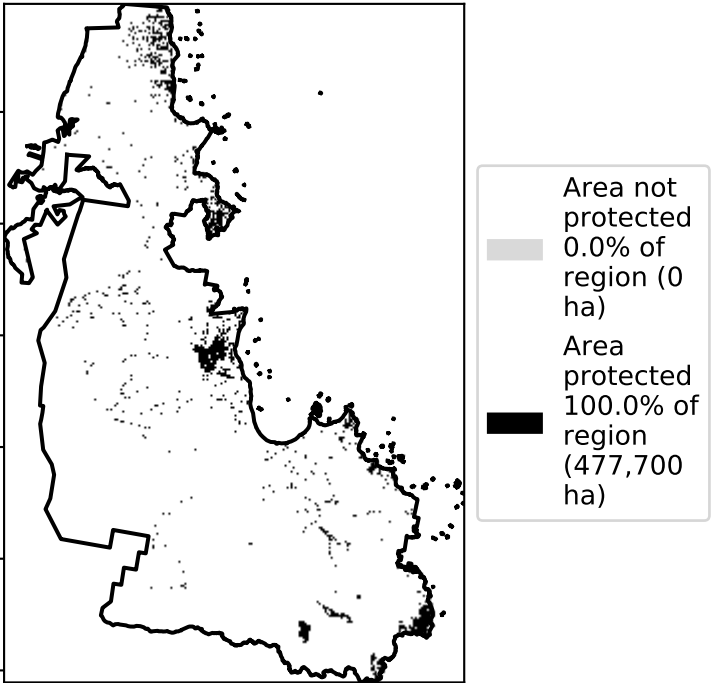 Area not
protected
0.0% of
region (0
ha)
Area
protected
100.0% of
region
(477,700
ha)